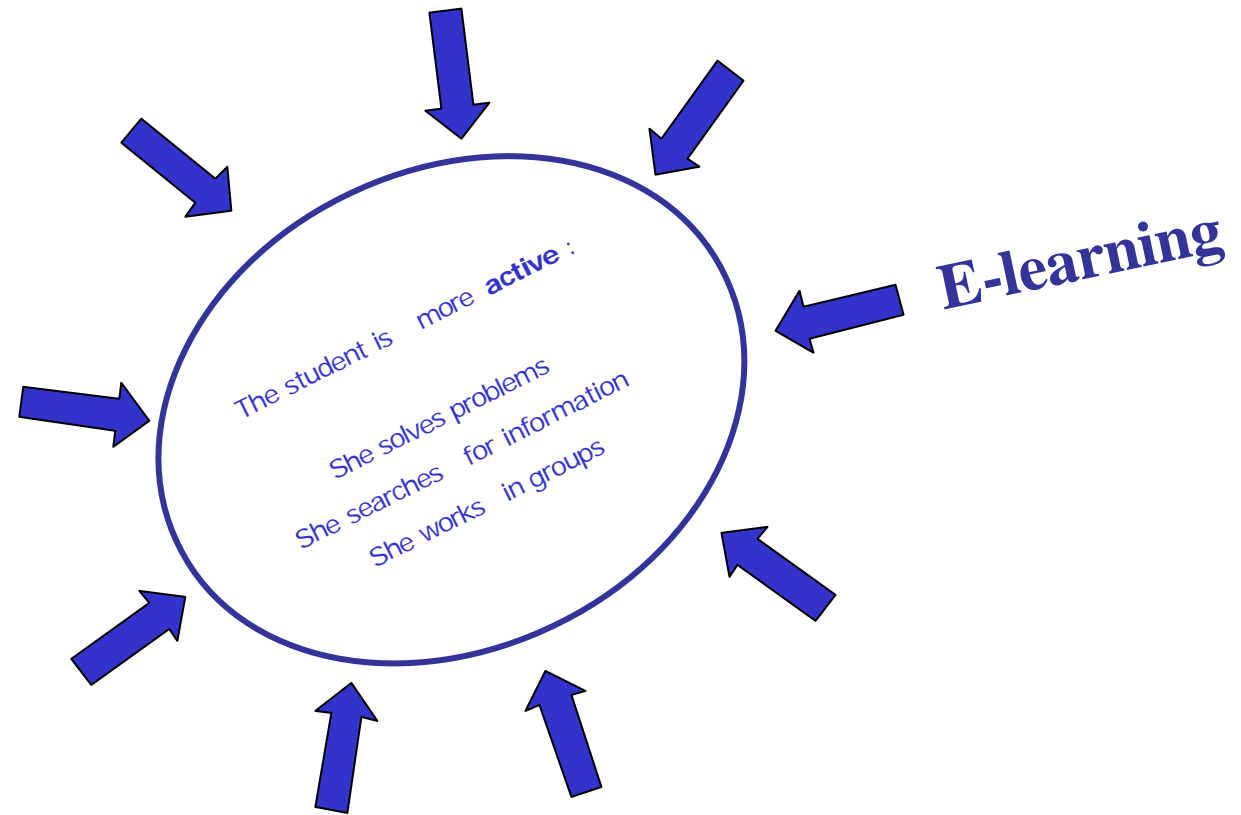 The student is more active :
She solves problems
She searches for information
She works in groups
E-learning